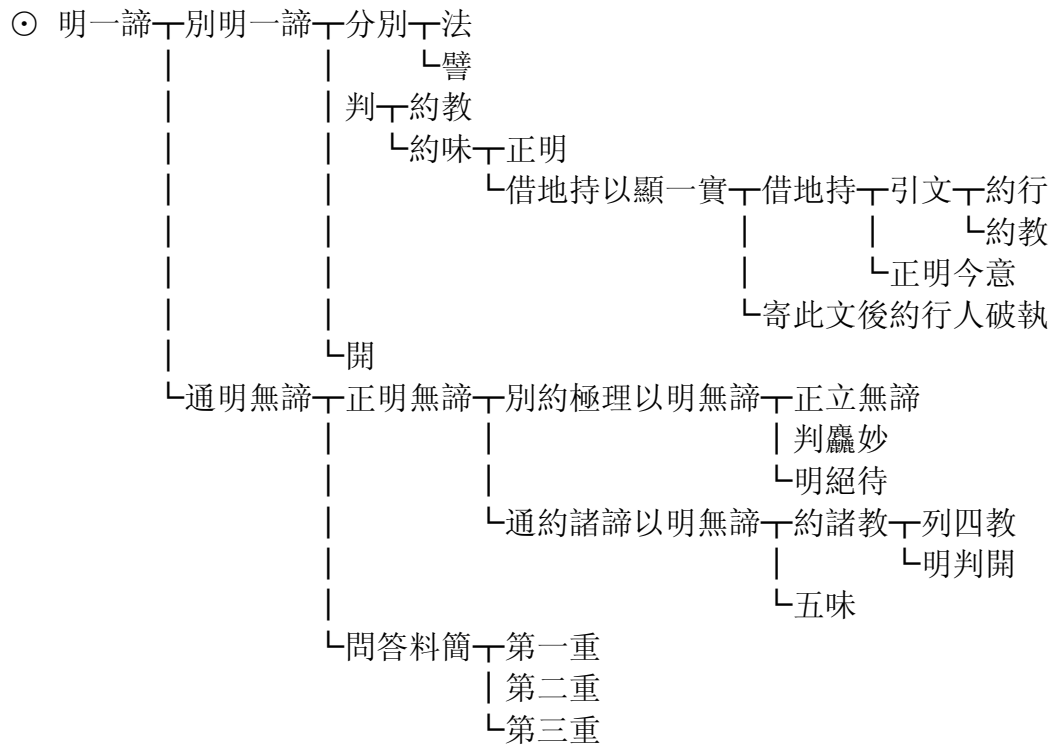 ⊙ 明一諦┬別明一諦┬分別┬法
└譬
判┬約教
└約味┬正明
└借地持以顯一實┬借地持┬引文┬約行
└約教
└正明今意
└寄此文後約行人破執
└開
└通明無諦┬正明無諦┬別約極理以明無諦┬正立無諦
判麤妙
└明絕待
└通約諸諦以明無諦┬約諸教┬列四教
└明判開
└五味
└問答料簡┬第一重
第二重
└第三重